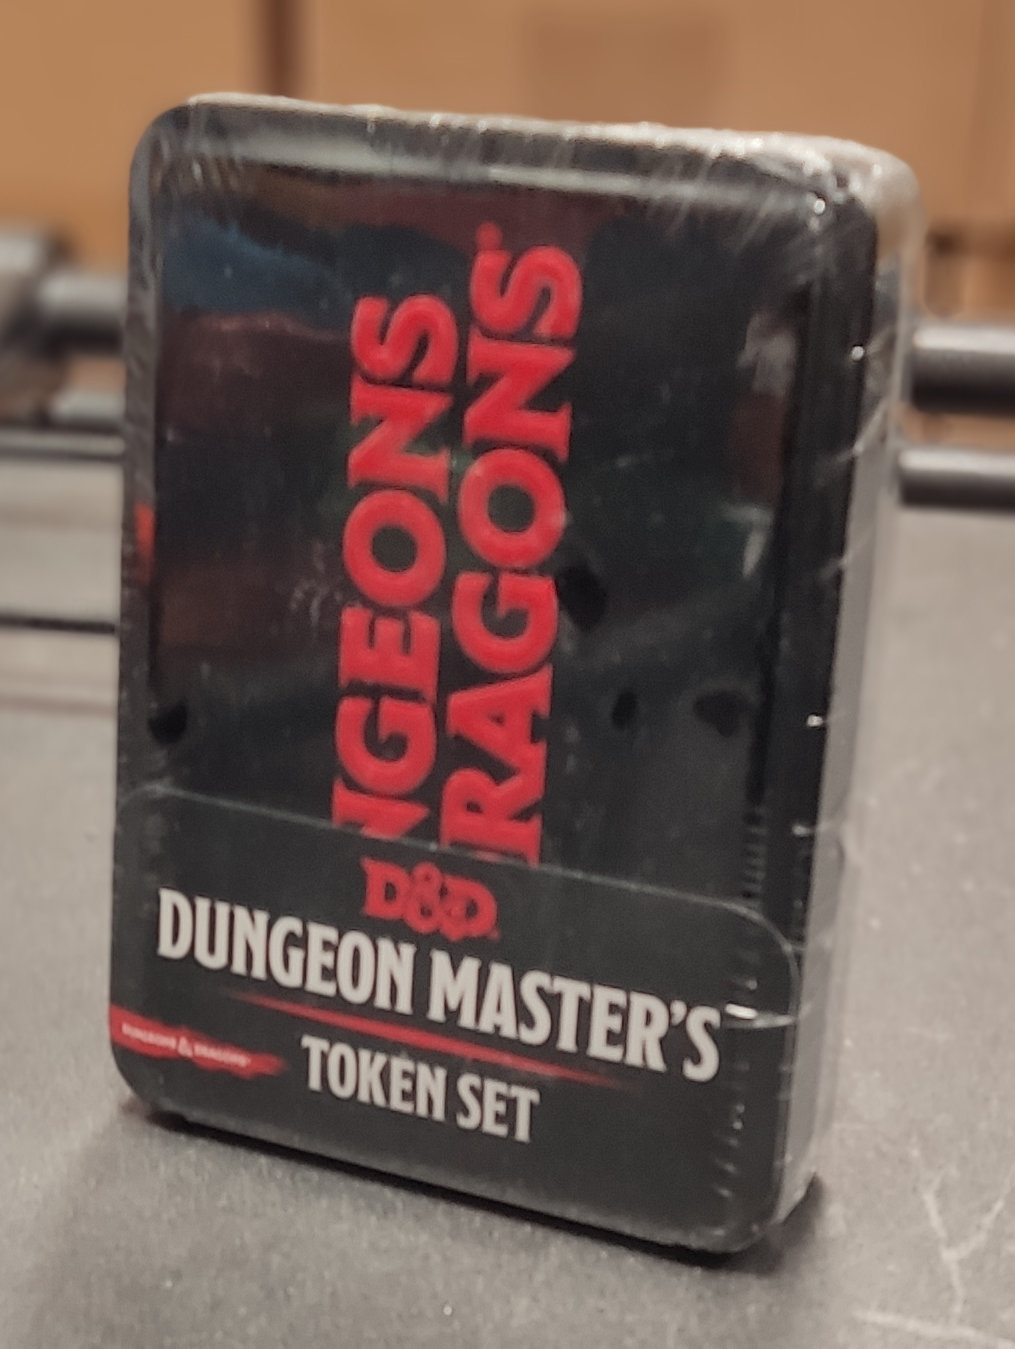 NGEONS
RAGONS
D&D
DUNGEON MASTER'S
TOKEN SET
DUNGEONS & DRAGONS